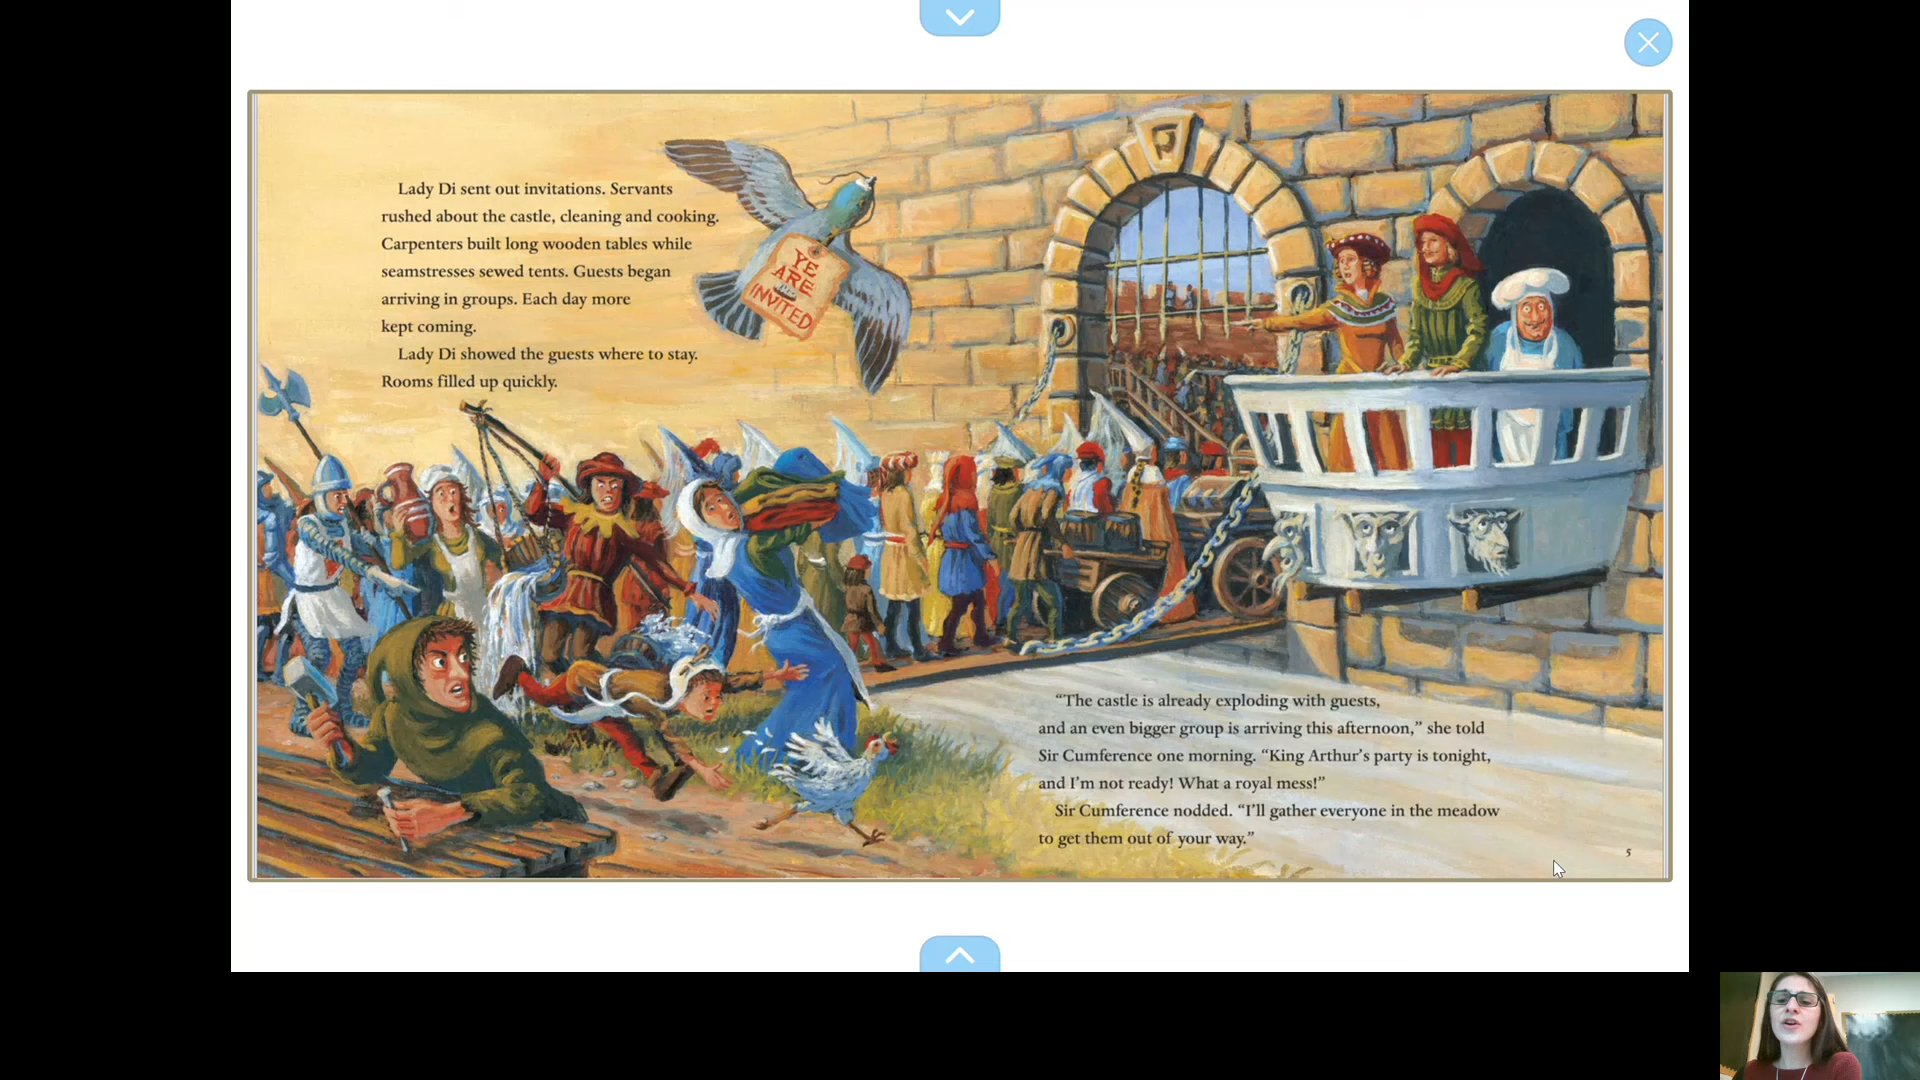 Lady Di sent out invitations. Servants
rushed about the castle, cleaning and cooking.
Carpenters built long wooden tables while
seamstresses sewed tents. Guests began
arriving in groups. Each day more
kept coming.
Lady Di showed the guests where to stay.
Rooms filled up quickly.
YE
ARE
INVITED
J
“The castle is already exploding with guests,
and an even bigger group is arriving this afternoon,” she told
Sir Cumference one morning. “King Arthur’s party is tonight,
and I’m not ready! What a royal mess!”
Sir Cumference nodded. “I’ll gather everyone in the meadow
to get them out of your way.”
5